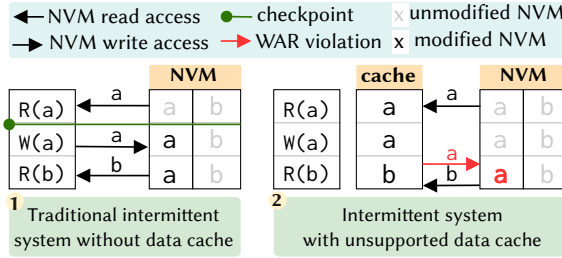 NVM read access checkpoint x unmodified NVM
NVM write access WAR violation x modified NVM
NVM cache NVM
R(a) a a b R(a) a a a b
W(a) a a b W(a) a a b
R(b) b a b R(b) b a b a b
1 2
Traditional intermittent
system without data cache
Intermittent system
with unsupported data cache